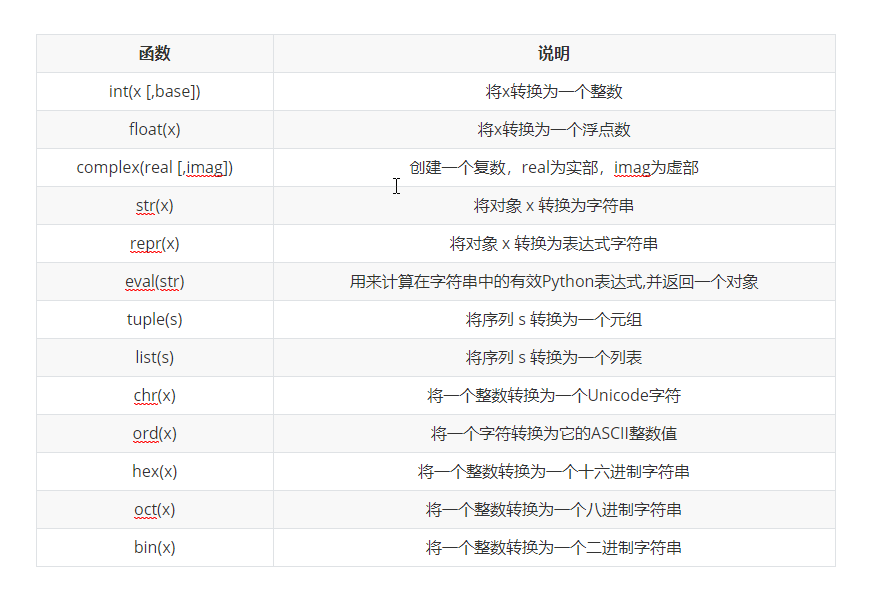 函数 说明
int(x [,base]) 将x转换为一个整数
float(x) 将x转换为一个浮点数
complex(real [,imag]) 创建一个复数，real为实部，imag为虚部
str(x) 将对象 x 转换为字符串
repr(x) 将对象 x 转换为表达式字符串
eval(str) 用来计算在字符串中的有效Python表达式,并返回一个对象
tuple(s) 将序列 s 转换为一个元组
list(s) 将序列 s 转换为一个列表
chr(x) 将一个整数转换为一个Unicode字符
ord(x) 将一个字符转换为它的ASCII整数值
hex(x) 将一个整数转换为一个十六进制字符串
oct(x) 将一个整数转换为一个八进制字符串
bin(x) 将一个整数转换为一个二进制字符串